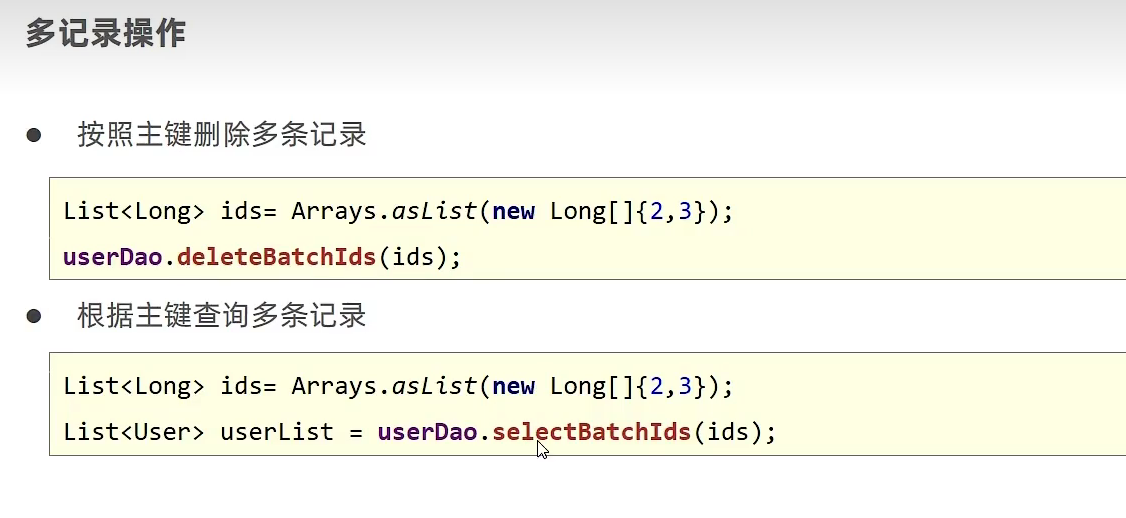 多记录操作
● 按照主键删除多条记录
List<Long> ids= Arrays.asList(new Long[]{2,3});
userDao.deleteBatchIds(ids);
● 根据主键查询多条记录
List<Long> ids= Arrays.asList(new Long[]{2,3});
List<User> userList = userDao.selectBatchIds(ids);